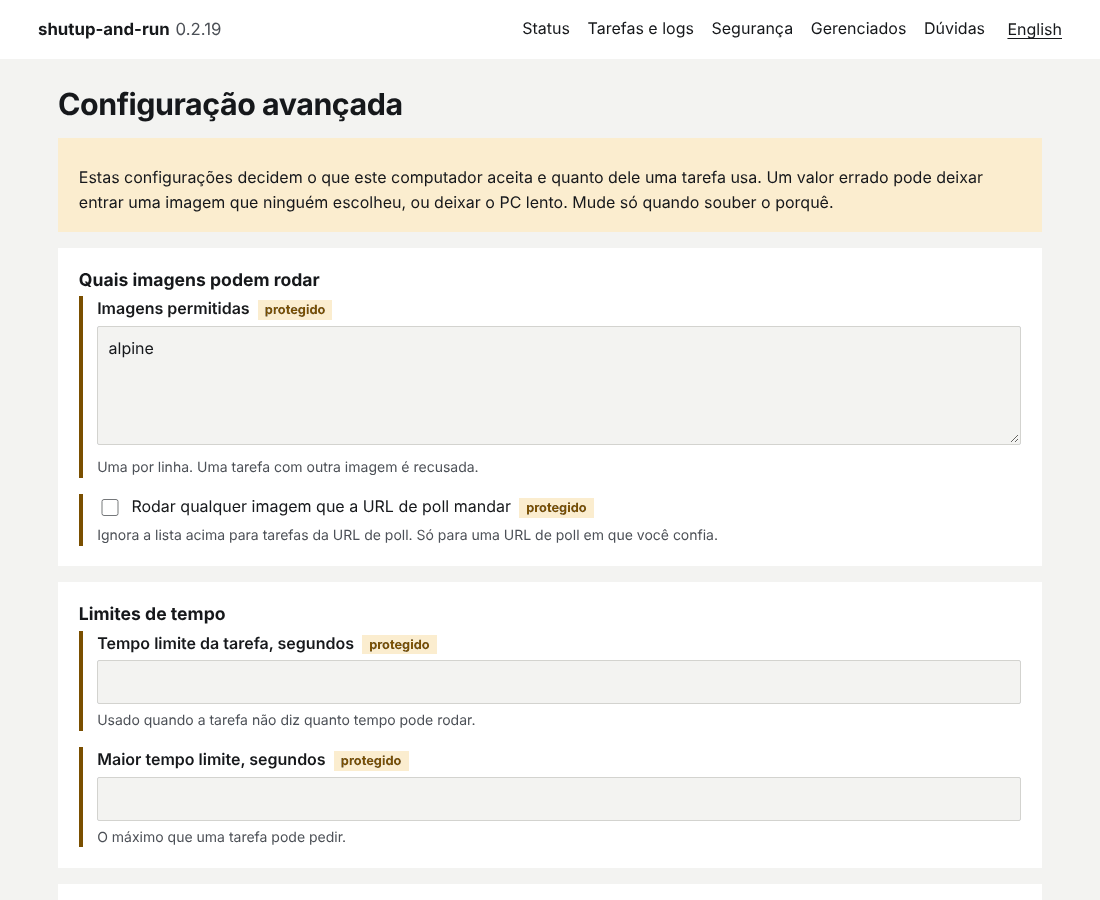 shutup-and-run 0.2.19
Status Tarefas e logs Segurança Gerenciados Dúvidas English
Configuração avançada
Estas configurações decidem o que este computador aceita e quanto dele uma tarefa usa. Um valor errado pode deixar
entrar uma imagem que ninguém escolheu, ou deixar o PC lento. Mude só quando souber o porquê.
Quais imagens podem rodar
Imagens permitidas protegido
alpine
Uma por linha. Uma tarefa com outra imagem é recusada.
Rodar qualquer imagem que a URL de poll mandar protegido
Ignora a lista acima para tarefas da URL de poll. Só para uma URL de poll em que você confia.
Limites de tempo
Tempo limite da tarefa, segundos protegido
Usado quando a tarefa não diz quanto tempo pode rodar.
Maior tempo limite, segundos protegido
O máximo que uma tarefa pode pedir.